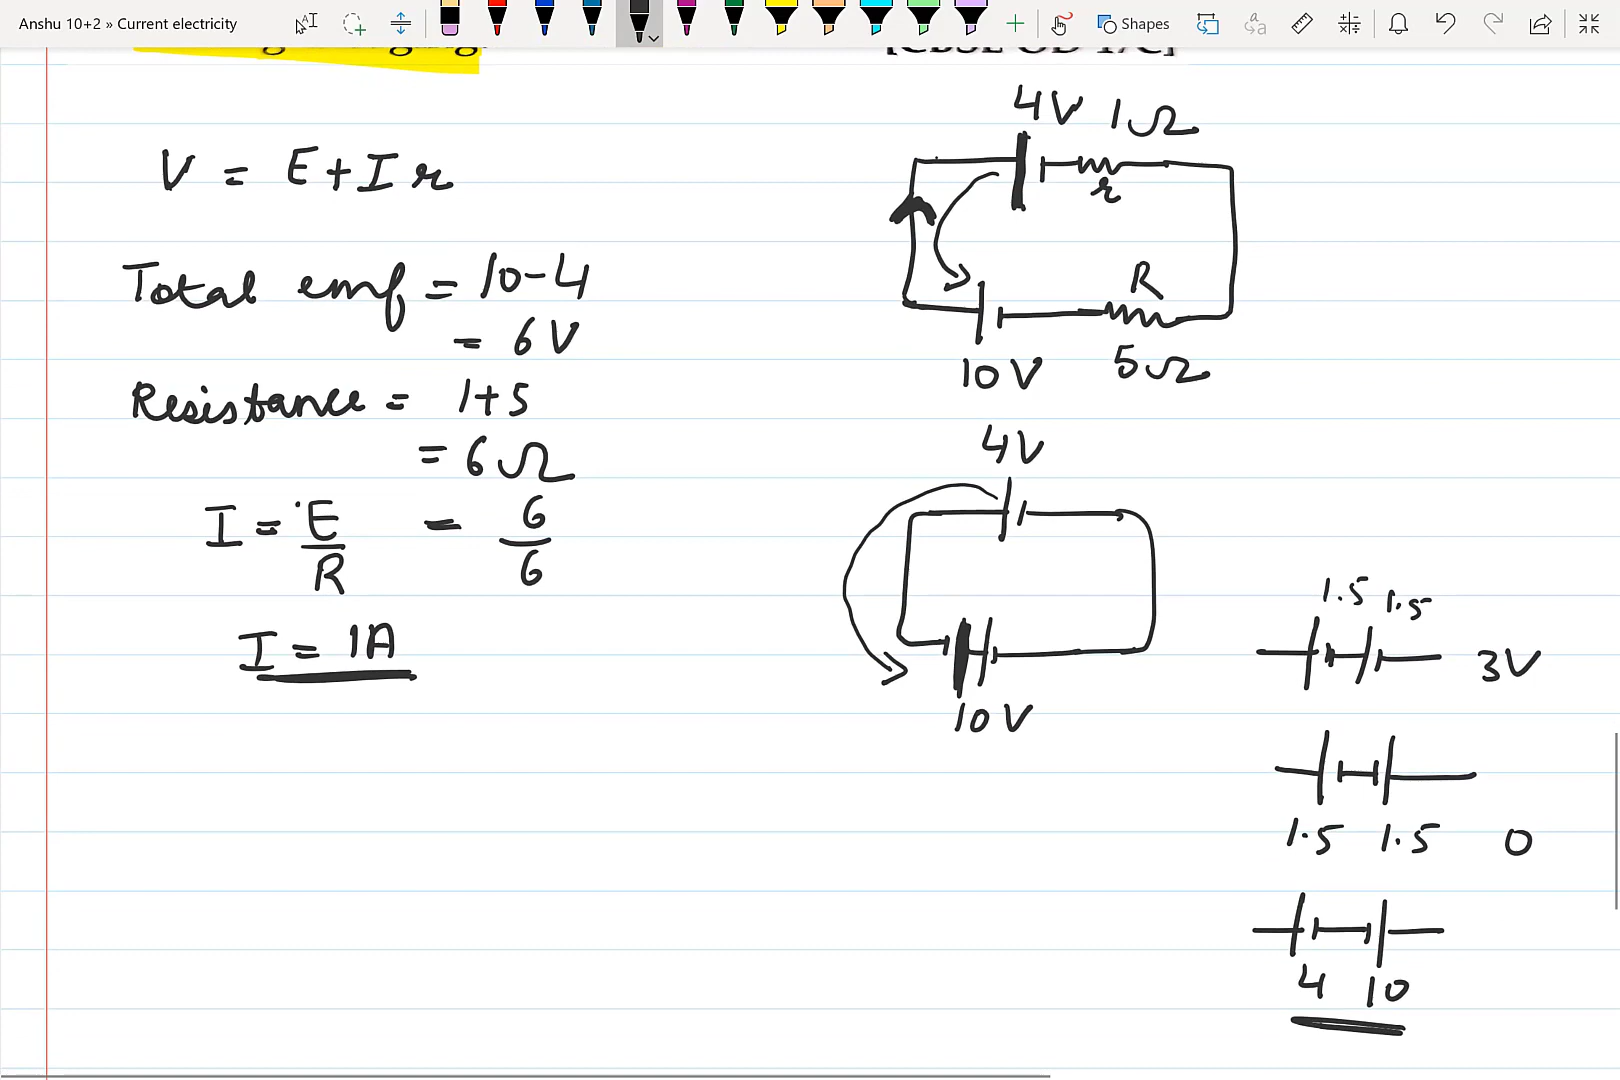 Anshu 10+2 » Current electricity
Shapes
V = E + I r
Total emf = 10-4
= 6V
Resistance = 1+5
= 6Ω
I = E/R = 6/6
I = 1A
4V 1Ω
r
R
10V 5Ω
4V
10V
1.5 1.5
3V
1.5 1.5 0
4 10